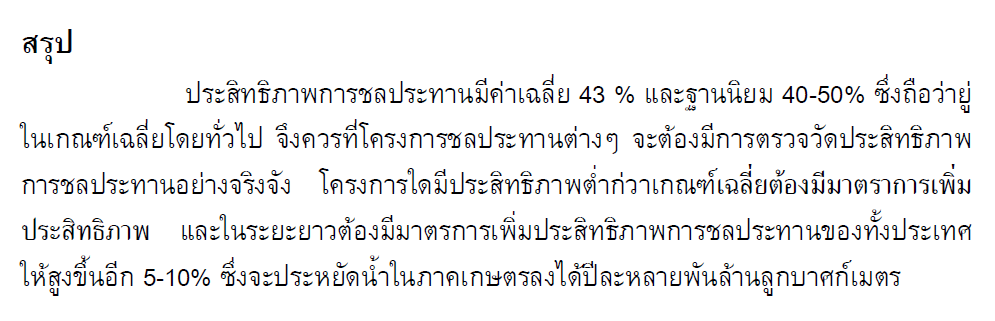 สรุป
ประสิทธิภาพการชลประทานมีค่าเฉลี่ย 43 % และฐานนิยม 40-50% ซึ่งถือว่ายู่
ในเกณฑ์เฉลี่ยโดยทั่วไป จึงควรที่โครงการชลประทานต่างๆ จะต้องมีการตรวจวัดประสิทธิภาพ
การชลประทานอย่างจริงจัง โครงการใดมีประสิทธิภาพต่ำก่วาเกณฑ์เฉลี่ยต้องมีมาตราการเพิ่ม
ประสิทธิภาพ และในระยะยาวต้องมีมาตรการเพิ่มประสิทธิภาพการชลประทานของทั้งประเทศ
ให้สูงขึ้นอีก 5-10% ซึ่งจะประหยัดน้ำในภาคเกษตรลงได้ปีละหลายพันล้านลูกบาศก์เมตร